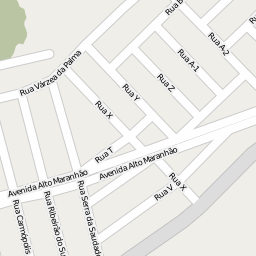 Rua B
Rua A-2
Rua A-1
Rua Várzea da Palma
Rua Z
Rua Y
Rua X
Rua T
Avenida Alto Maranhão
Avenida Alto Maranhão
Rua X
Rua V
Rua Serra da Saudade
Rua Ribeirão do Su
Rua Carmópolis